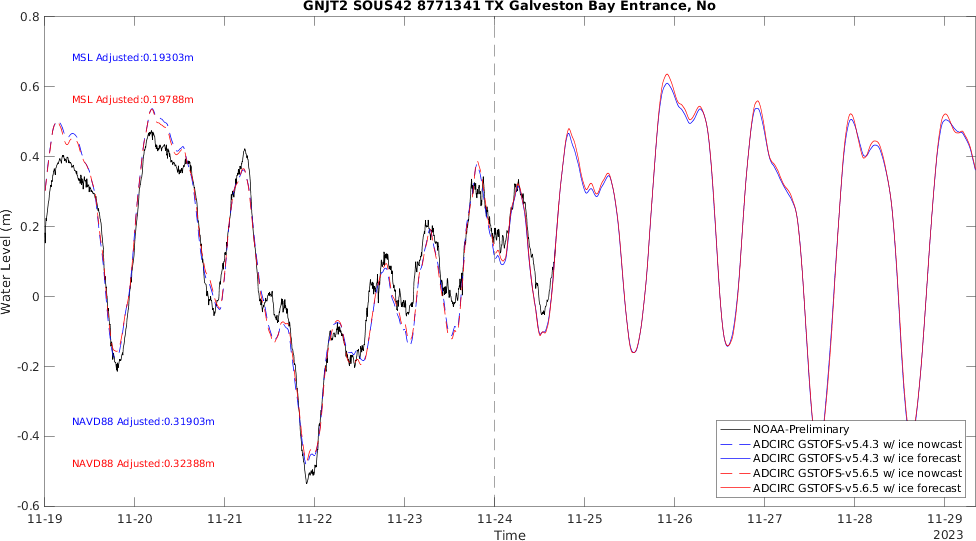 GNJT2 SOUS42 8771341 TX Galveston Bay Entrance, No
0.8
0.6
0.4
0.2
0
-0.2
-0.4
-0.6
Water Level (m)
MSL Adjusted:0.19303m
MSL Adjusted:0.19788m
NAVD88 Adjusted:0.31903m
NAVD88 Adjusted:0.32388m
NOAA-Preliminary
ADCIRC GSTOFS-v5.4.3 w/ ice nowcast
ADCIRC GSTOFS-v5.4.3 w/ ice forecast
ADCIRC GSTOFS-v5.6.5 w/ ice nowcast
ADCIRC GSTOFS-v5.6.5 w/ ice forecast
11-19 11-20 11-21 11-22 11-23 11-24 11-25 11-26 11-27 11-28 11-29
Time
2023